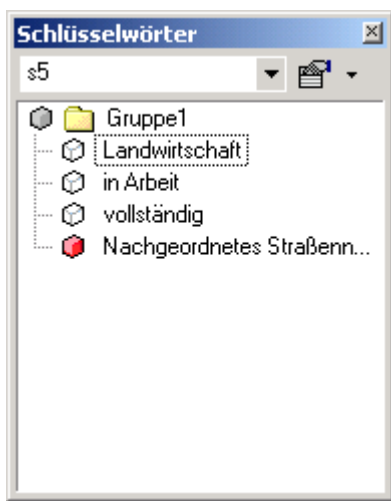 Schlüsselwörter
s5
Gruppe1
Landwirtschaft
in Arbeit
vollständig
Nachgeordnetes Straßenn...